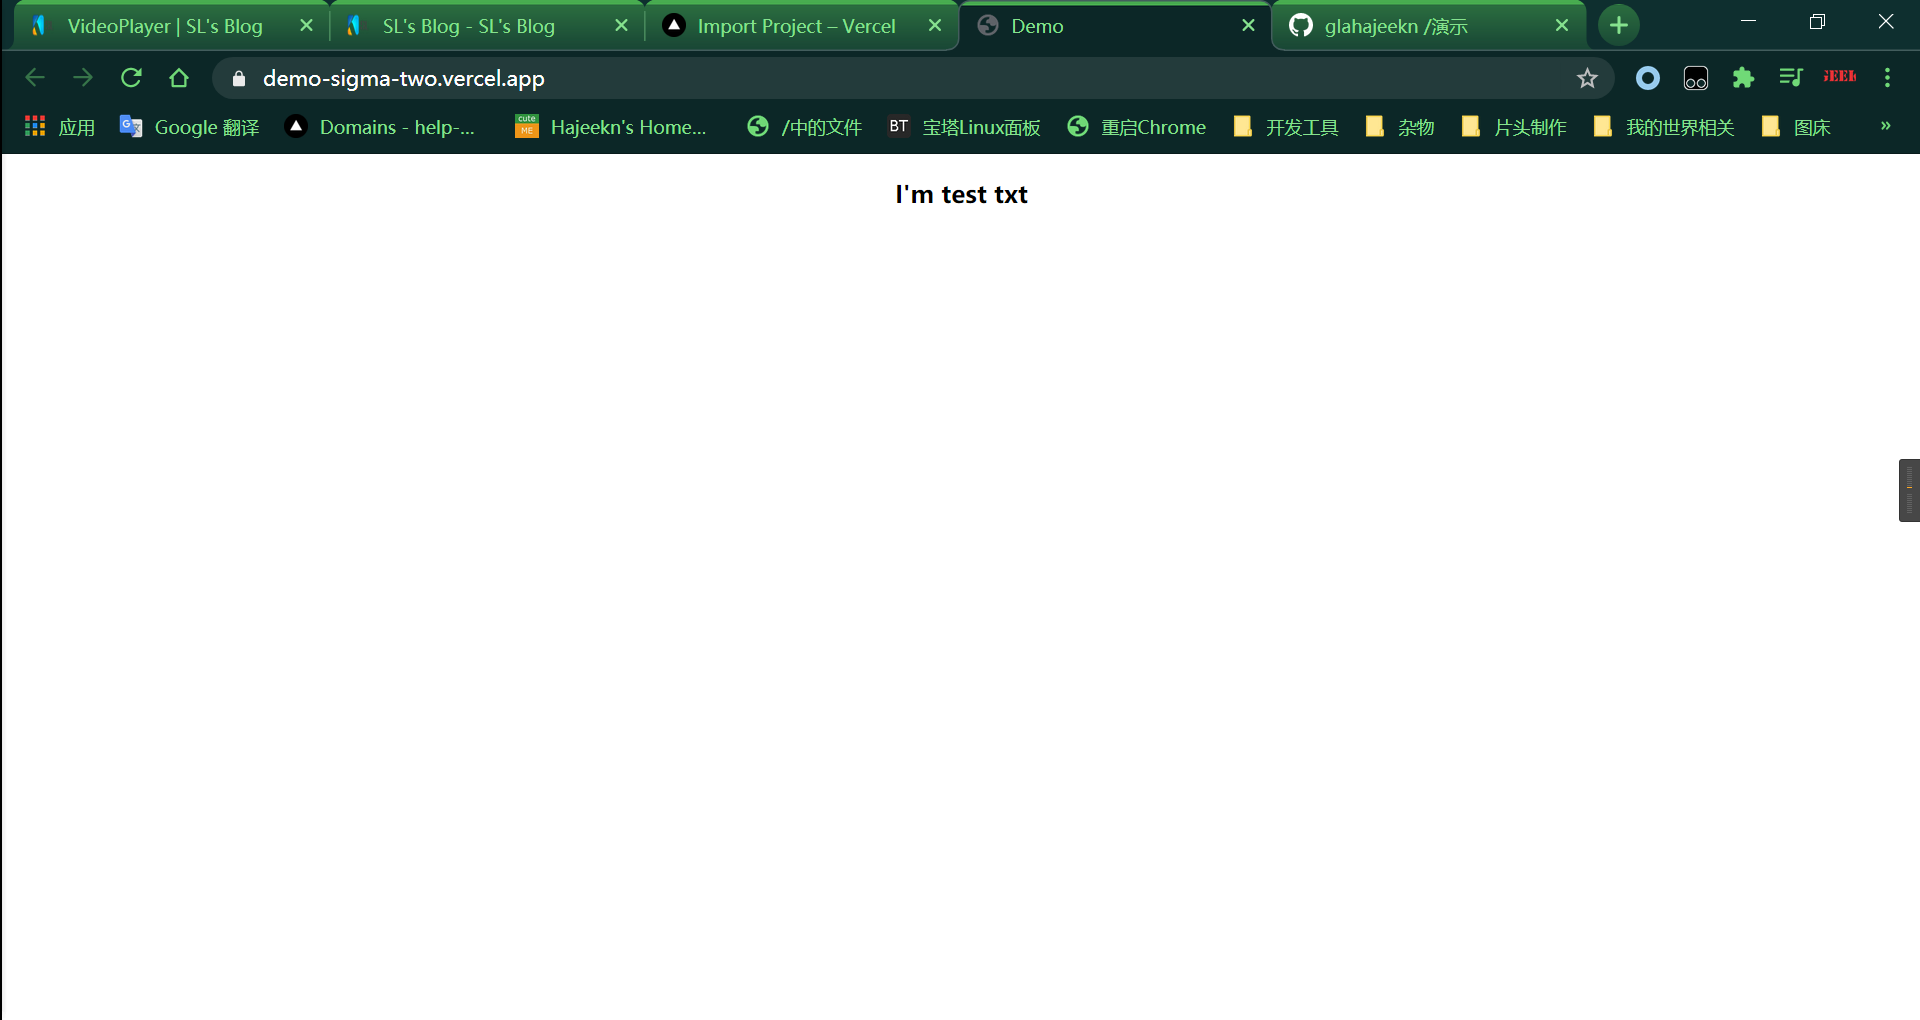 VideoPlayer | SL's Blog
SL's Blog - SL's Blog
Import Project – Vercel
Demo
glahajeekn /演示
demo-sigma-two.vercel.app
应用
Google 翻译
Domains - help-...
cute
ME
Hajeekn's Home...
/中的文件
BT
宝塔Linux面板
重启Chrome
开发工具
杂物
片头制作
我的世界相关
图床
»
I'm test txt